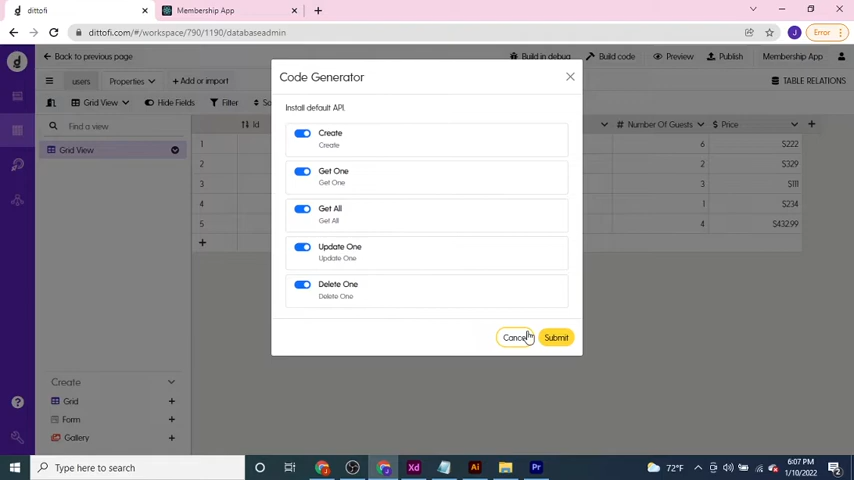 dittofi
Membership App
dittofi.com/#/workspace/790/1190/databaseadmin
J
Error
Back to previous page
Build in debug
Build code
Preview
Publish
Membership App
users
Properties
+ Add or import
TABLE RELATIONS
Grid View
Hide Fields
Filter
Find a view
Grid View
Id
# Number Of Guests
$ Price
1
6
$222
2
2
$329
3
3
$111
4
1
$234
5
4
$432.99
Code Generator
Install default API.
Create
Create
Get One
Get One
Get All
Get All
Update One
Update One
Delete One
Delete One
Submit
Create
Grid
Form
Gallery
Type here to search
Xd
Ai
Pr
72°F
6:07 PM
1/10/2022
2